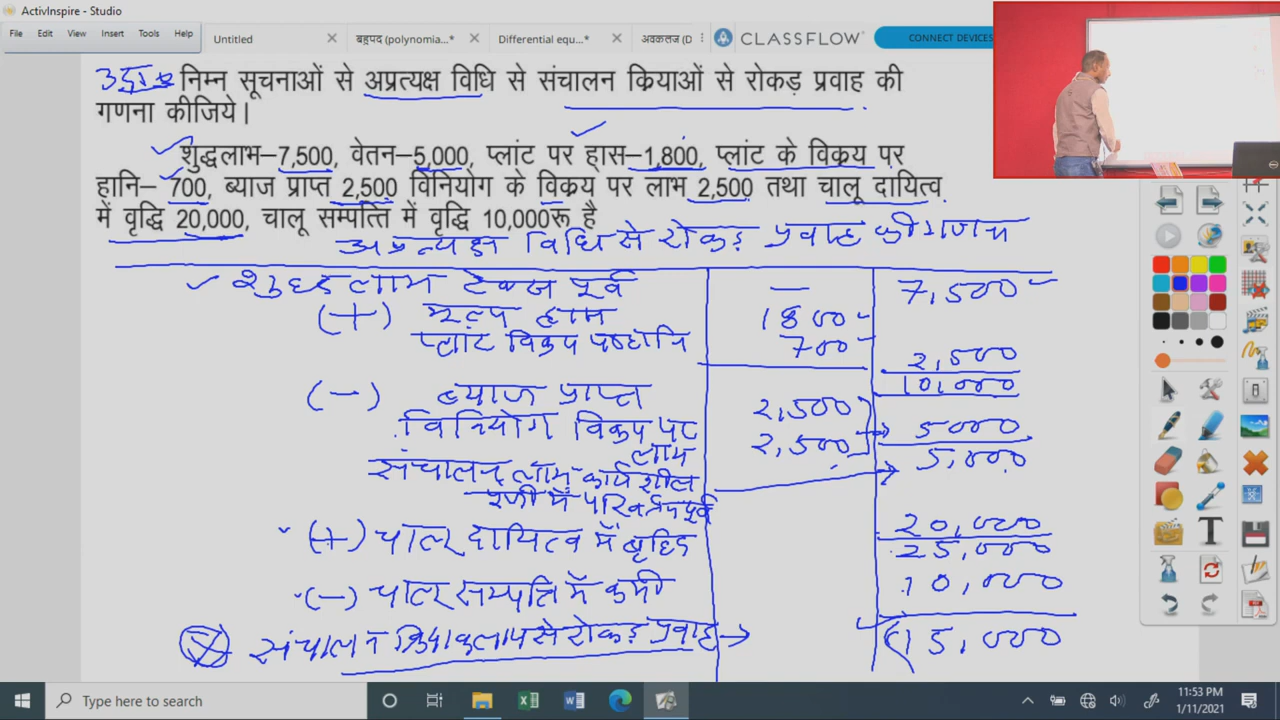 ActivInspire - Studio
File Edit View Insert Tools Help
Untitled
बहुपद (polynomia...*
Differential equ...*
अवकलज (D
CLASSFLOW
CONNECT DEVICES
उदा० निम्न सूचनाओं से अप्रत्यक्ष विधि से संचालन क्रियाओं से रोकड़ प्रवाह की
गणना कीजिये।
शुद्धलाभ–7,500, वेतन–5,000, प्लांट पर ह्रास–1,800, प्लांट के विक्रय पर
हानि– 700, ब्याज प्राप्त 2,500 विनियोग के विक्रय पर लाभ 2,500 तथा चालू दायित्व
में वृद्धि 20,000, चालू सम्पत्ति में वृद्धि 10,000रू है
अप्रत्यक्ष विधि से रोकड़ प्रवाह की गणना
शुद्ध लाभ टेक्स पूर्व — 7,500
(+) मूल्य ह्रास 1800
प्लांट विक्रय पर हानि 700 2,500
10,000
(-) ब्याज प्राप्त 2,500
विनियोग विक्रय पर 2,500 5000
लाभ 5,000
संचालन लाभ कार्यशील
में परिवर्तन पूर्व
(+) चालू दायित्व में वृद्धि 20,000
25,000
(-) चालू सम्पत्ति में कमी 10,000
संचालन क्रियाकलाप से रोकड़ प्रवाह → 15,000
T
Type here to search
11:53 PM
1/11/2021